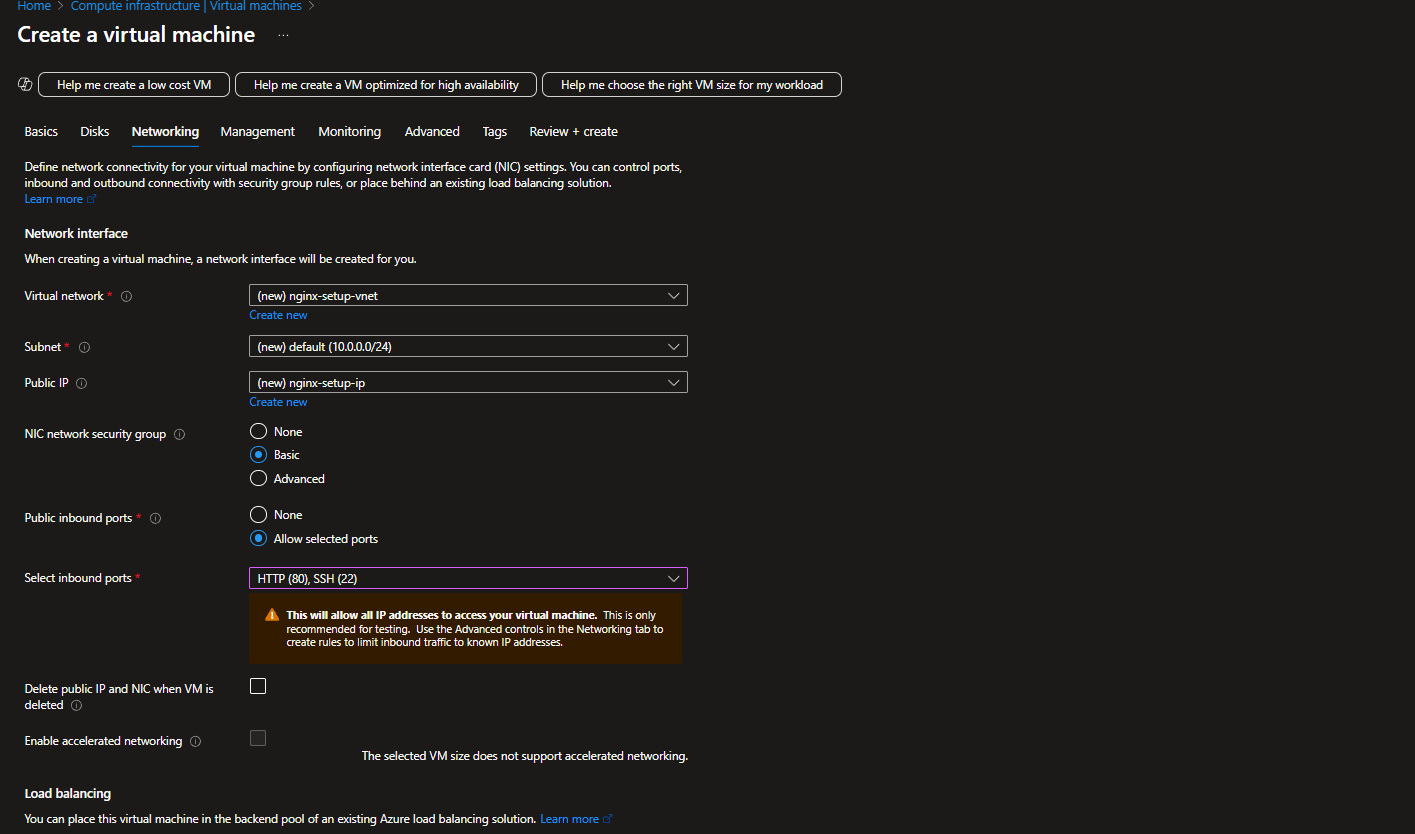 Home > Compute infrastructure | Virtual machines >
Create a virtual machine ...
Help me create a low cost VM Help me create a VM optimized for high availability Help me choose the right VM size for my workload
Basics Disks Networking Management Monitoring Advanced Tags Review + create
Define network connectivity for your virtual machine by configuring network interface card (NIC) settings. You can control ports,
inbound and outbound connectivity with security group rules, or place behind an existing load balancing solution.
Learn more
Network interface
When creating a virtual machine, a network interface will be created for you.
Virtual network * (new) nginx-setup-vnet
Create new
Subnet * (new) default (10.0.0.0/24)
Public IP (new) nginx-setup-ip
Create new
NIC network security group None
Basic
Advanced
Public inbound ports * None
Allow selected ports
Select inbound ports * HTTP (80), SSH (22)
This will allow all IP addresses to access your virtual machine. This is only
recommended for testing. Use the Advanced controls in the Networking tab to
create rules to limit inbound traffic to known IP addresses.
Delete public IP and NIC when VM is
deleted
Enable accelerated networking
The selected VM size does not support accelerated networking.
Load balancing
You can place this virtual machine in the backend pool of an existing Azure load balancing solution. Learn more